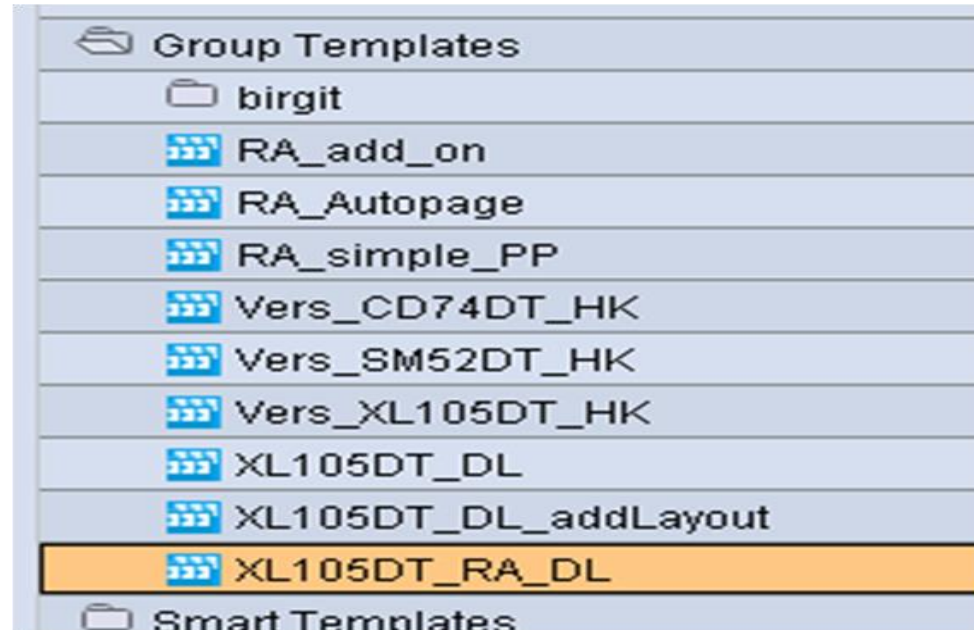 Group Templates
birgit
RA_add_on
RA_Autopage
RA_simple_PP
Vers_CD74DT_HK
Vers_SM52DT_HK
Vers_XL105DT_HK
XL105DT_DL
XL105DT_DL_addLayout
XL105DT_RA_DL
Smart Templates